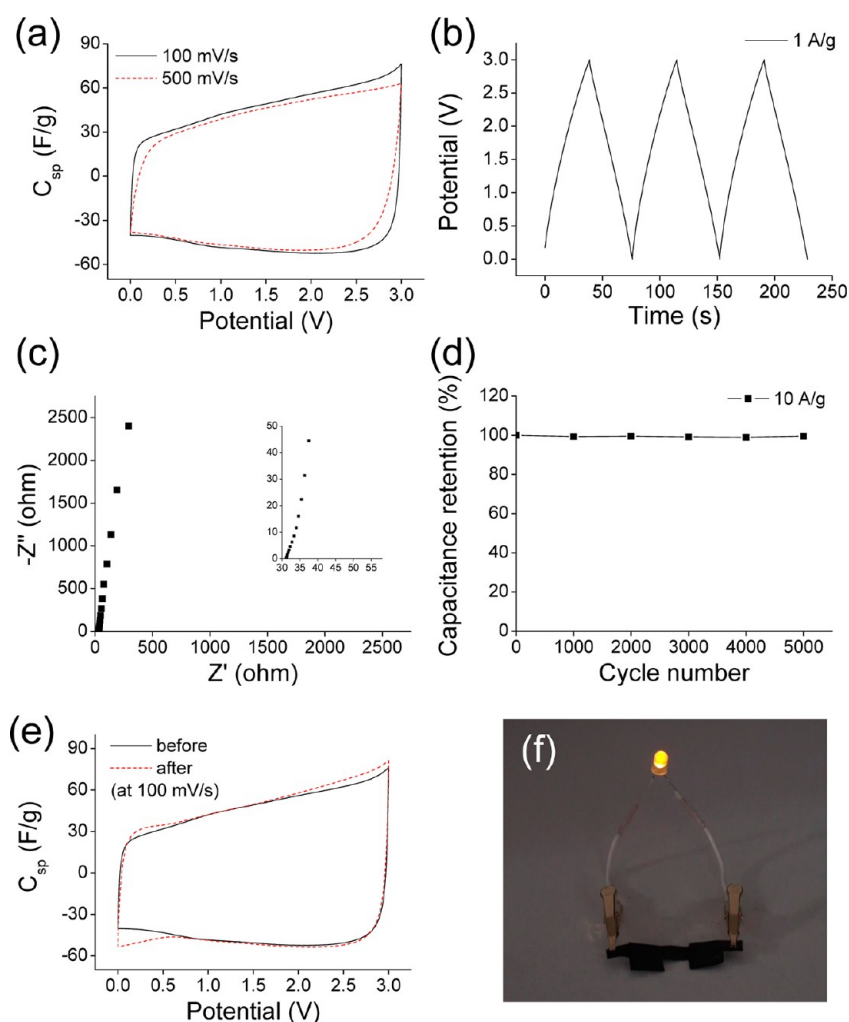 (a)
100 mV/s
500 mV/s
90
60
30
0
-30
-60
C_sp (F/g)
0.0 0.5 1.0 1.5 2.0 2.5 3.0
Potential (V)
(b)
1 A/g
3.0
2.5
2.0
1.5
1.0
0.5
0.0
Potential (V)
0 50 100 150 200 250
Time (s)
(c)
2500
2000
1500
1000
500
0
-Z" (ohm)
0 500 1000 1500 2000 2500
Z' (ohm)
50
40
30
20
10
0
30 35 40 45 50 55
(d)
10 A/g
120
100
80
60
40
20
0
Capacitance retention (%)
0 1000 2000 3000 4000 5000
Cycle number
(e)
before
after
(at 100 mV/s)
90
60
30
0
-30
-60
C_sp (F/g)
0.0 0.5 1.0 1.5 2.0 2.5 3.0
Potential (V)
(f)